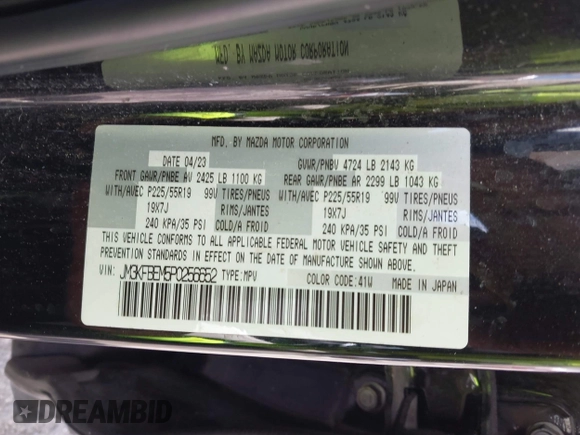 MFD. BY MAZDA MOTOR CORPORATION
MFD. BY MAZDA MOTOR CORPORATION
DATE 04/23 GVWR/PNBV 4724 LB 2143 KG
FRONT GAWR/PNBE AV 2425 LB 1100 KG REAR GAWR/PNBE AR 2299 LB 1043 KG
WITH/AVEC P225/55R19 99V TIRES/PNEUS WITH/AVEC P225/55R19 99V TIRES/PNEUS
19X7J RIMS/JANTES 19X7J RIMS/JANTES
240 KPA/35 PSI COLD/A FROID 240 KPA/35 PSI COLD/A FROID
THIS VEHICLE CONFORMS TO ALL APPLICABLE FEDERAL MOTOR VEHICLE SAFETY AND THEFT
PREVENTION STANDARDS IN EFFECT ON THE DATE OF MANUFACTURE SHOWN ABOVE.
VIN: JM3KFBEM5P0256652 TYPE: MPV COLOR CODE: 41W MADE IN JAPAN
DREAMBID